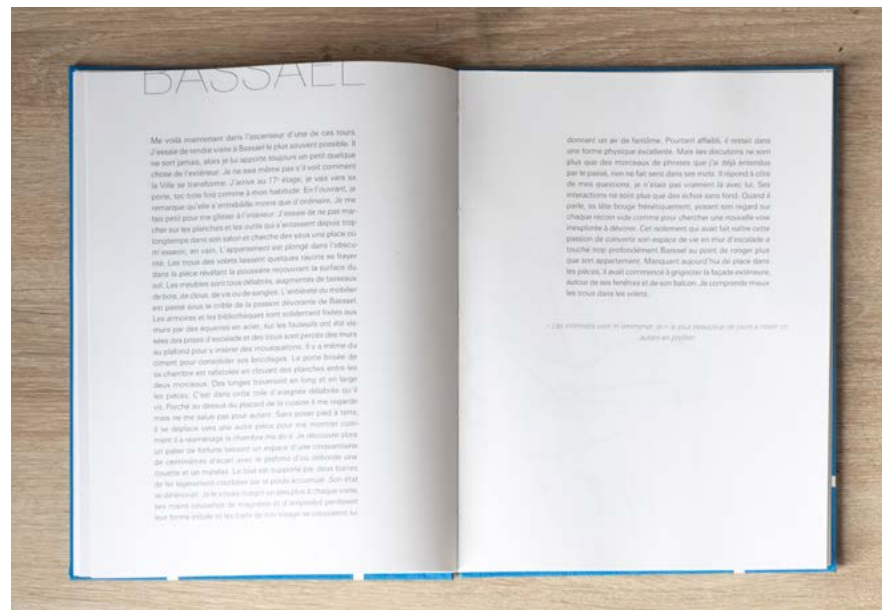 BASSAEL
Me voilà maintenant dans l'ascenseur d'une de ces tours.
J'essaie de rendre visite à Bassael le plus souvent possible. Il
ne sort jamais, alors je lui apporte toujours un petit quelque
chose de l'extérieur. Je ne sais même pas s'il voit comment
la Ville se transforme. J'arrive au 17e étage, je vais vers sa
porte, toc trois fois comme à mon habitude. En l'ouvrant, je
remarque qu'elle s'entrebâille moins que d'ordinaire. Je me
fais petit pour me glisser à l'intérieur. J'essaie de ne pas mar-
cher sur les planches et les outils qui s'entassent depuis trop
longtemps dans son salon et cherche des yeux une place où
m'asseoir, en vain. L'appartement est plongé dans l'obscu-
rité. Les trous des volets laissent quelques rayons se frayer
dans la pièce révélant la poussière recouvrant la surface du
sol. Les meubles sont tous délabrés, augmentés de tasseaux
de bois, de clous, de vis ou de sangles. L'entièreté du mobilier
est passé sous le crible de la passion dévorante de Bassael.
Les armoires et les bibliothèques sont solidement fixées aux
murs par des équerres en acier, sur les fauteuils ont été vis-
sées des prises d'escalade et des trous sont percés des murs
au plafond pour y insérer des mousquetons. Il y a même du
ciment pour consolider ses bricolages. La porte brisée de
sa chambre est rafistolée en clouant des planches entre les
deux morceaux. Des longes traversent en long et en large
les pièces. C'est dans cette toile d'araignée délabrée qu'il
vit. Perché au dessus du placard de la cuisine il me regarde
mais ne me salue pas pour autant. Sans poser pied à terre,
il se déplace vers une autre pièce pour me montrer com-
ment il a réaménagé la chambre Je découvre alors
un palier de fortune laissant un espace d'une cinquantaine
de centimètres d'écart avec le plafond d'où déborde une
couette et un matelas. Le tout est supporté par deux barres
de fer légèrement courbées par le poids accumulé. Son état
se détériorait. Je le voyais maigrir un peu plus à chaque visite,
ses mains couvertes de magnésie et d'ampoules perdaient
leur forme initiale et les traits de son visage se creusaient lui
donnant un air de fantôme. Pourtant affaibli, il restait dans
une forme physique excellente. Mais ses discutions ne sont
plus que des morceaux de phrases que j'ai déjà entendus
par le passé, rien ne fait sens dans ses mots. Il répond à côté
de mes questions, je n'étais pas vraiment là avec lui. Ses
interactions ne sont plus que des échos sans fond. Quand il
parle, sa tête bouge frénétiquement, posant son regard sur
chaque recoin vide comme pour chercher une nouvelle voie
inexplorée à dévorer. Cet isolement qui avait fait naître cette
passion de convertir son espace de vie en mur d'escalade a
touché trop profondément Bassael au point de ronger plus
que son appartement. Manquant aujourd'hui de place dans
les pièces, il avait commencé à grignoter la façade extérieure,
autour de ses fenêtres et de son balcon. Je comprends mieux
les trous dans les volets.